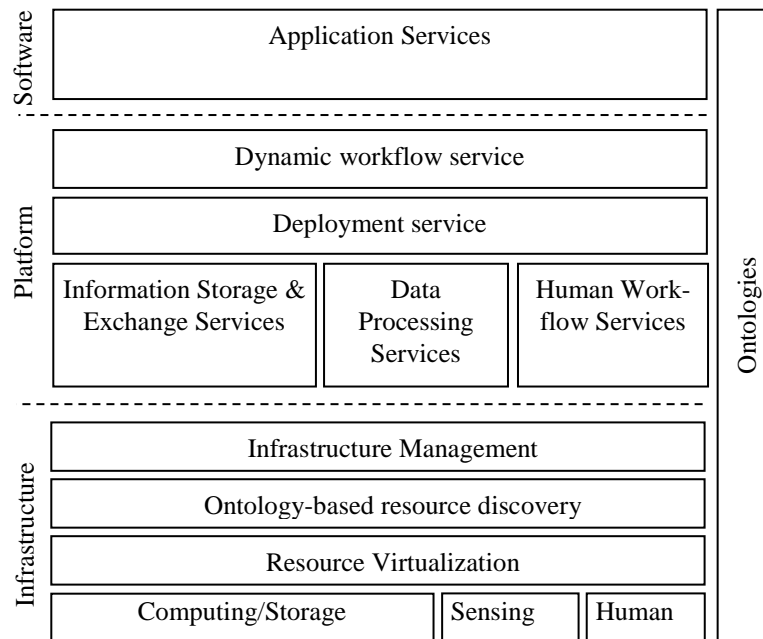 Software
Application Services
Platform
Dynamic workflow service
Deployment service
Information Storage &
Exchange Services
Data
Processing
Services
Human Work-
flow Services
Infrastructure
Infrastructure Management
Ontology-based resource discovery
Resource Virtualization
Computing/Storage
Sensing
Human
Ontologies